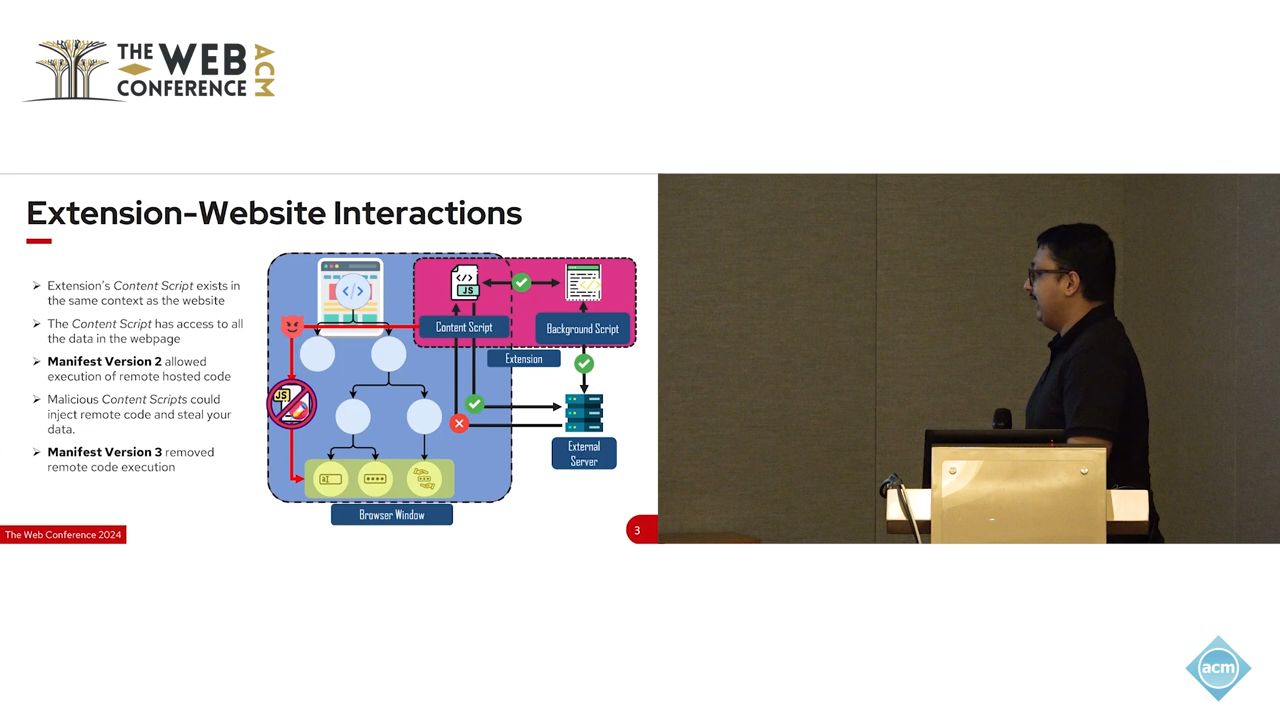 THE WEB
CONFERENCE
ACM
Extension-Website Interactions
Extension's Content Script exists in
the same context as the website
The Content Script has access to all
the data in the webpage
Manifest Version 2 allowed
execution of remote hosted code
Malicious Content Scripts could
inject remote code and steal your
data.
Manifest Version 3 removed
remote code execution
JS
Content Script
Background Script
Extension
JS
External
Server
Browser Window
The Web Conference 2024
3
acm